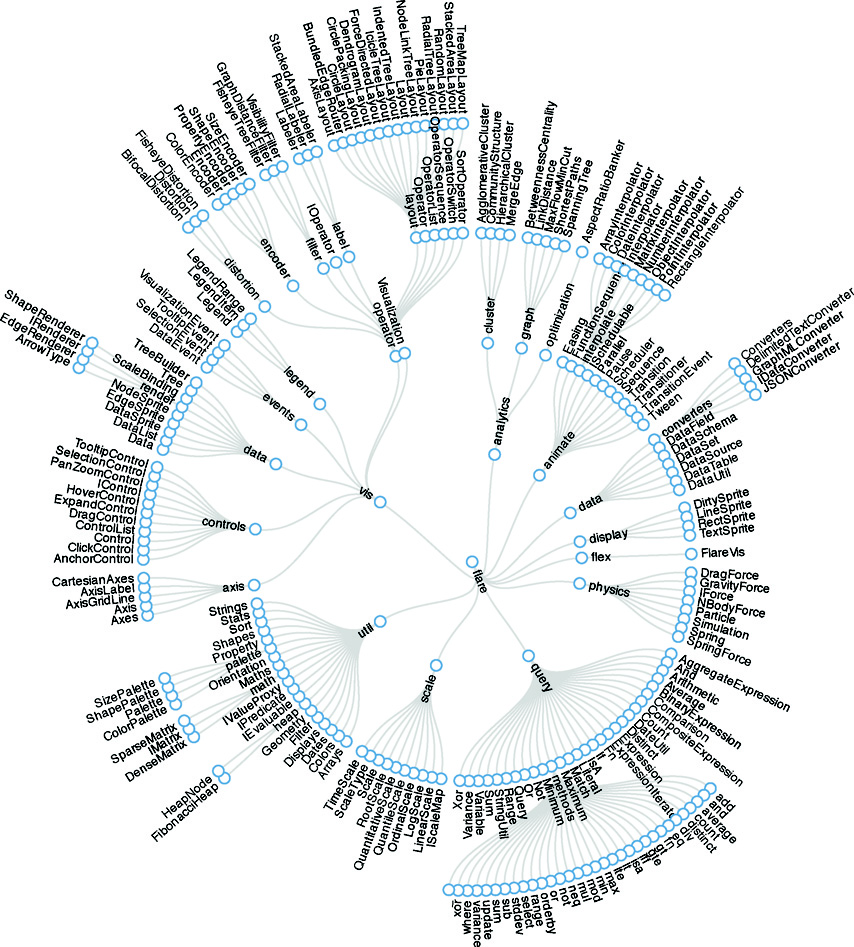 flare
analytics
cluster
AgglomerativeCluster
CommunityStructure
HierarchicalCluster
MergeEdge
graph
BetweennessCentrality
LinkDistance
MaxFlowMinCut
ShortestPaths
SpanningTree
optimization
AspectRatioBanker
animate
Easing
FunctionSequence
interpolate
ArrayInterpolator
ColorInterpolator
DateInterpolator
Interpolator
MatrixInterpolator
NumberInterpolator
ObjectInterpolator
PointInterpolator
RectangleInterpolator
ISchedulable
Parallel
Pause
Scheduler
Sequence
Transition
Transitioner
TransitionEvent
Tween
data
converters
Converters
DelimitedTextConverter
GraphMLConverter
IDataConverter
JSONConverter
DataField
DataSchema
DataSet
DataSource
DataTable
DataUtil
display
DirtySprite
LineSprite
RectSprite
TextSprite
flex
FlareVis
physics
DragForce
GravityForce
IForce
NBodyForce
Particle
Simulation
Spring
SpringForce
query
AggregateExpression
And
Arithmetic
Average
BinaryExpression
Comparison
CompositeExpression
Count
DateUtil
Distinct
Expression
ExpressionIterator
Fn
If
IsA
Literal
Match
Maximum
methods
add
and
average
count
distinct
div
eq
fn
gt
gte
iff
isa
lt
lte
max
min
mod
mul
neq
not
or
orderby
range
select
stddev
sub
sum
update
variance
where
xor
Minimum
Not
Or
Query
Range
StringUtil
Sum
Variable
Variance
Xor
scale
IScaleMap
LinearScale
LogScale
OrdinalScale
QuantileScale
QuantitativeScale
RootScale
Scale
ScaleType
TimeScale
util
Arrays
Colors
Dates
Displays
Filter
Geometry
heap
FibonacciHeap
HeapNode
IEvaluable
IPredicate
IValueProxy
math
DenseMatrix
IMatrix
SparseMatrix
Maths
Orientation
palette
ColorPalette
Palette
ShapePalette
SizePalette
Property
Shapes
Sort
Stats
Strings
vis
axis
Axes
Axis
AxisGridLine
AxisLabel
CartesianAxes
controls
AnchorControl
ClickControl
Control
ControlList
DragControl
ExpandControl
HoverControl
IControl
PanZoomControl
SelectionControl
TooltipControl
data
Data
DataList
DataSprite
EdgeSprite
NodeSprite
render
ArrowType
EdgeRenderer
IRenderer
ShapeRenderer
ScaleBinding
Tree
TreeBuilder
events
DataEvent
SelectionEvent
TooltipEvent
VisualizationEvent
legend
Legend
LegendItem
LegendRange
operator
distortion
BifocalDistortion
Distortion
FisheyeDistortion
encoder
ColorEncoder
Encoder
PropertyEncoder
ShapeEncoder
SizeEncoder
filter
FisheyeTreeFilter
GraphDistanceFilter
VisibilityFilter
IOperator
label
Labeler
RadialLabeler
StackedAreaLabeler
layout
AxisLayout
BundledEdgeRouter
CircleLayout
CirclePackingLayout
DendrogramLayout
ForceDirectedLayout
IcicleTreeLayout
IndentedTreeLayout
Layout
NodeLinkTreeLayout
PieLayout
RadialTreeLayout
RandomLayout
StackedAreaLayout
TreeMapLayout
Operator
OperatorList
OperatorSequence
OperatorSwitch
SortOperator
Visualization